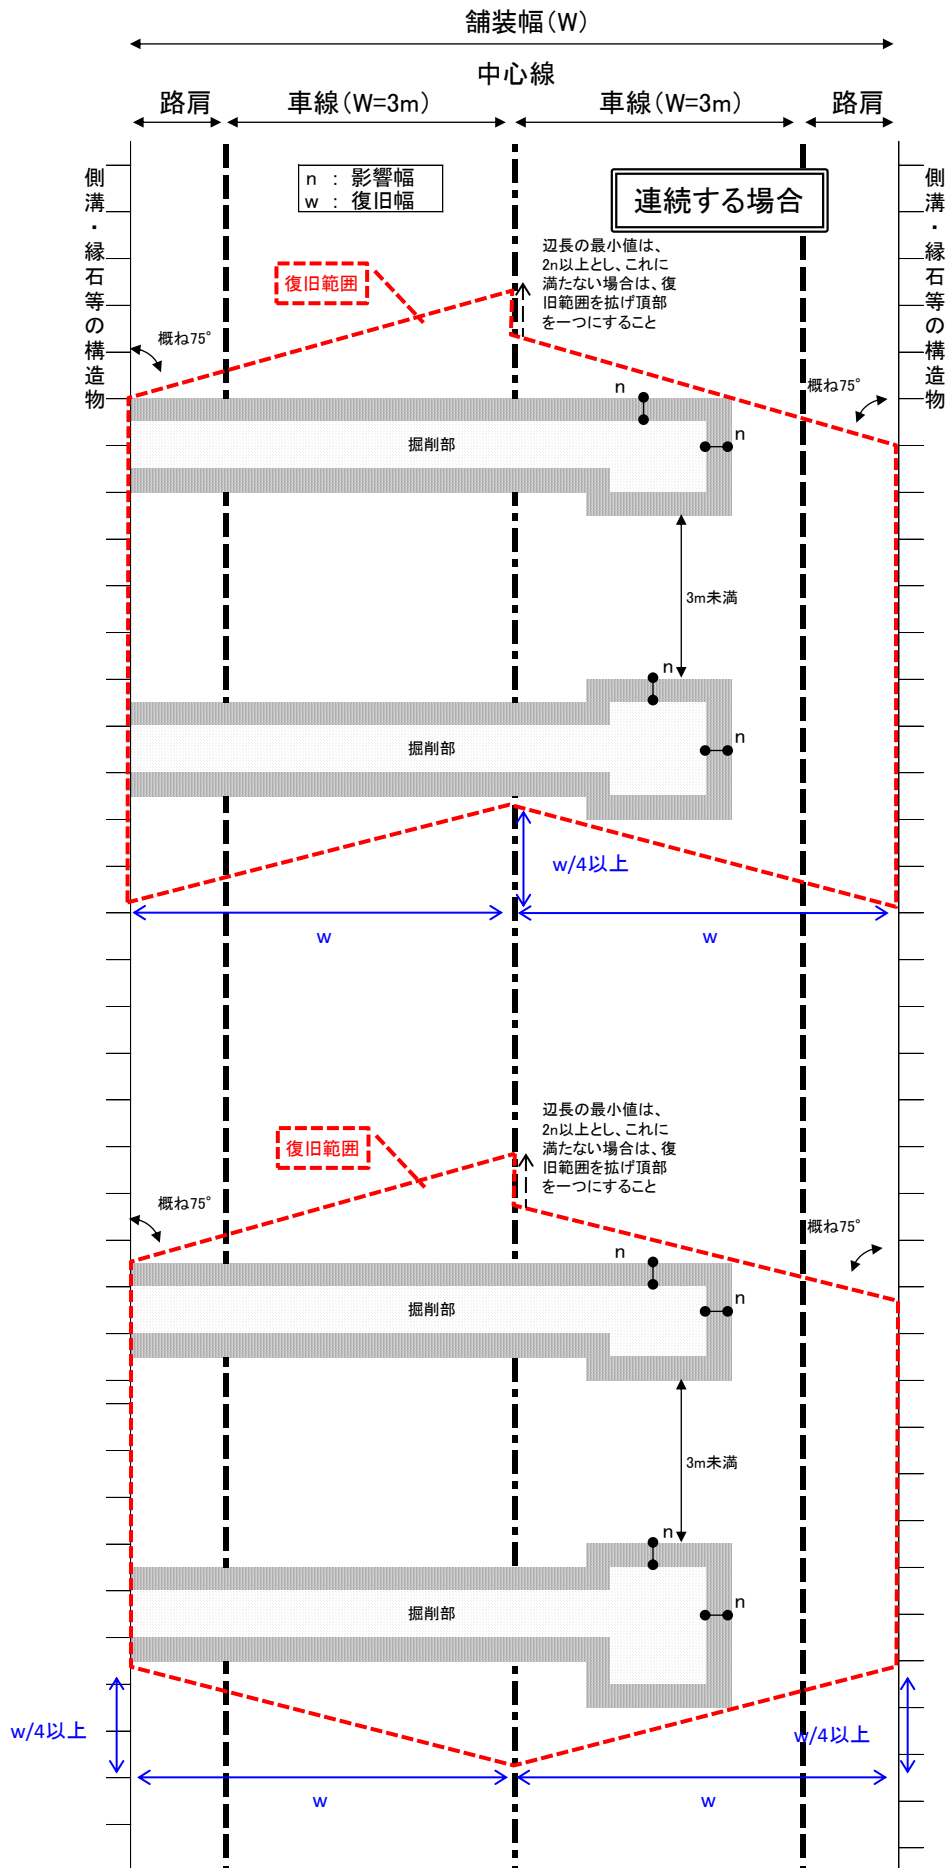 舗装幅(W)
中心線
路肩
車線(W=3m)
車線(W=3m)
路肩
側溝・縁石等の構造物
側溝・縁石等の構造物
n : 影響幅
w : 復旧幅
連続する場合
辺長の最小値は、
2n以上とし、これに
満たない場合は、復
旧範囲を拡げ頂部
を一つにすること
復旧範囲
概ね75°
概ね75°
n
n
掘削部
3m未満
n
n
掘削部
w/4以上
w
w
辺長の最小値は、
2n以上とし、これに
満たない場合は、復
旧範囲を拡げ頂部
を一つにすること
復旧範囲
概ね75°
概ね75°
n
n
掘削部
3m未満
n
n
掘削部
w/4以上
w/4以上
w
w